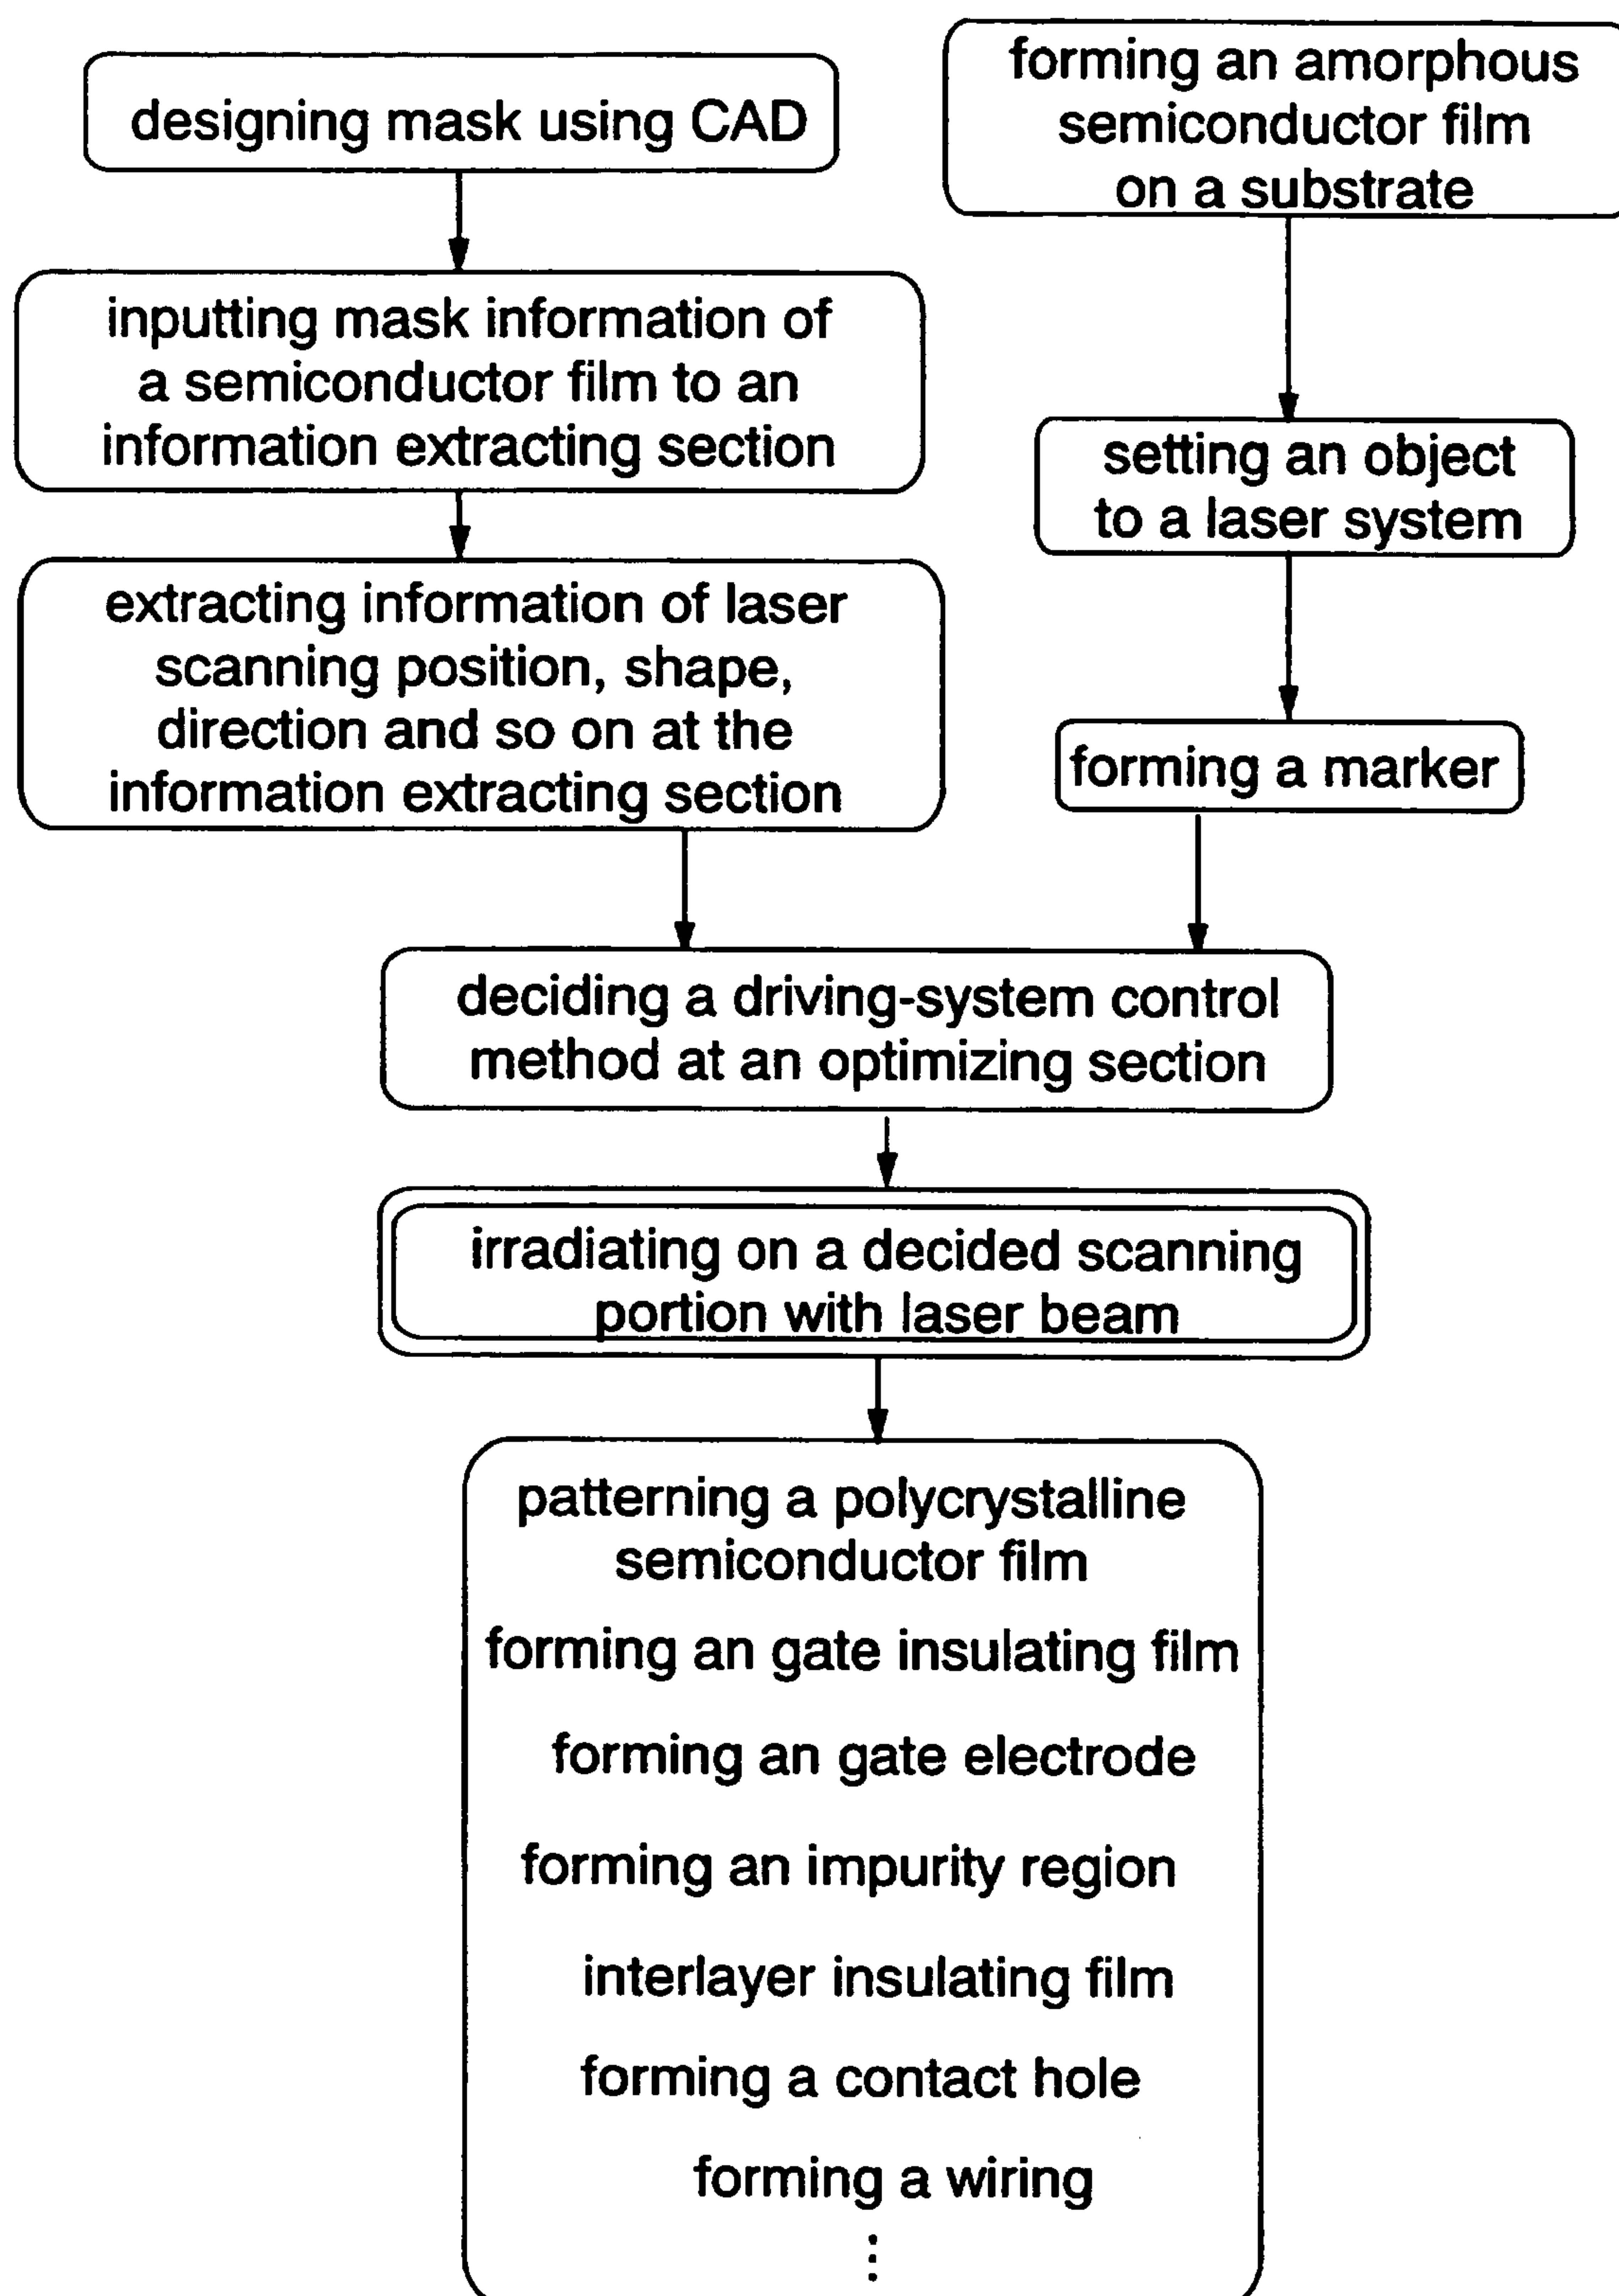 designing mask using CAD
inputting mask information of
a semiconductor film to an
information extracting section
extracting information of laser
scanning position, shape,
direction and so on at the
information extracting section
forming an amorphous
semiconductor film
on a substrate
setting an object
to a laser system
forming a marker
deciding a driving-system control
method at an optimizing section
irradiating on a decided scanning
portion with laser beam
patterning a polycrystalline
semiconductor film
forming an gate insulating film
forming an gate electrode
forming an impurity region
interlayer insulating film
forming a contact hole
forming a wiring
⋮